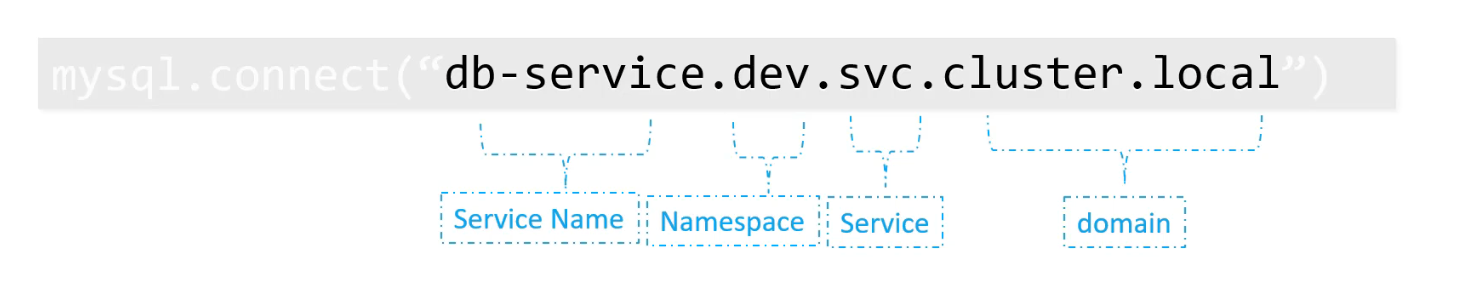 mysql.connect(“db-service.dev.svc.cluster.local”)
Service Name Namespace Service domain